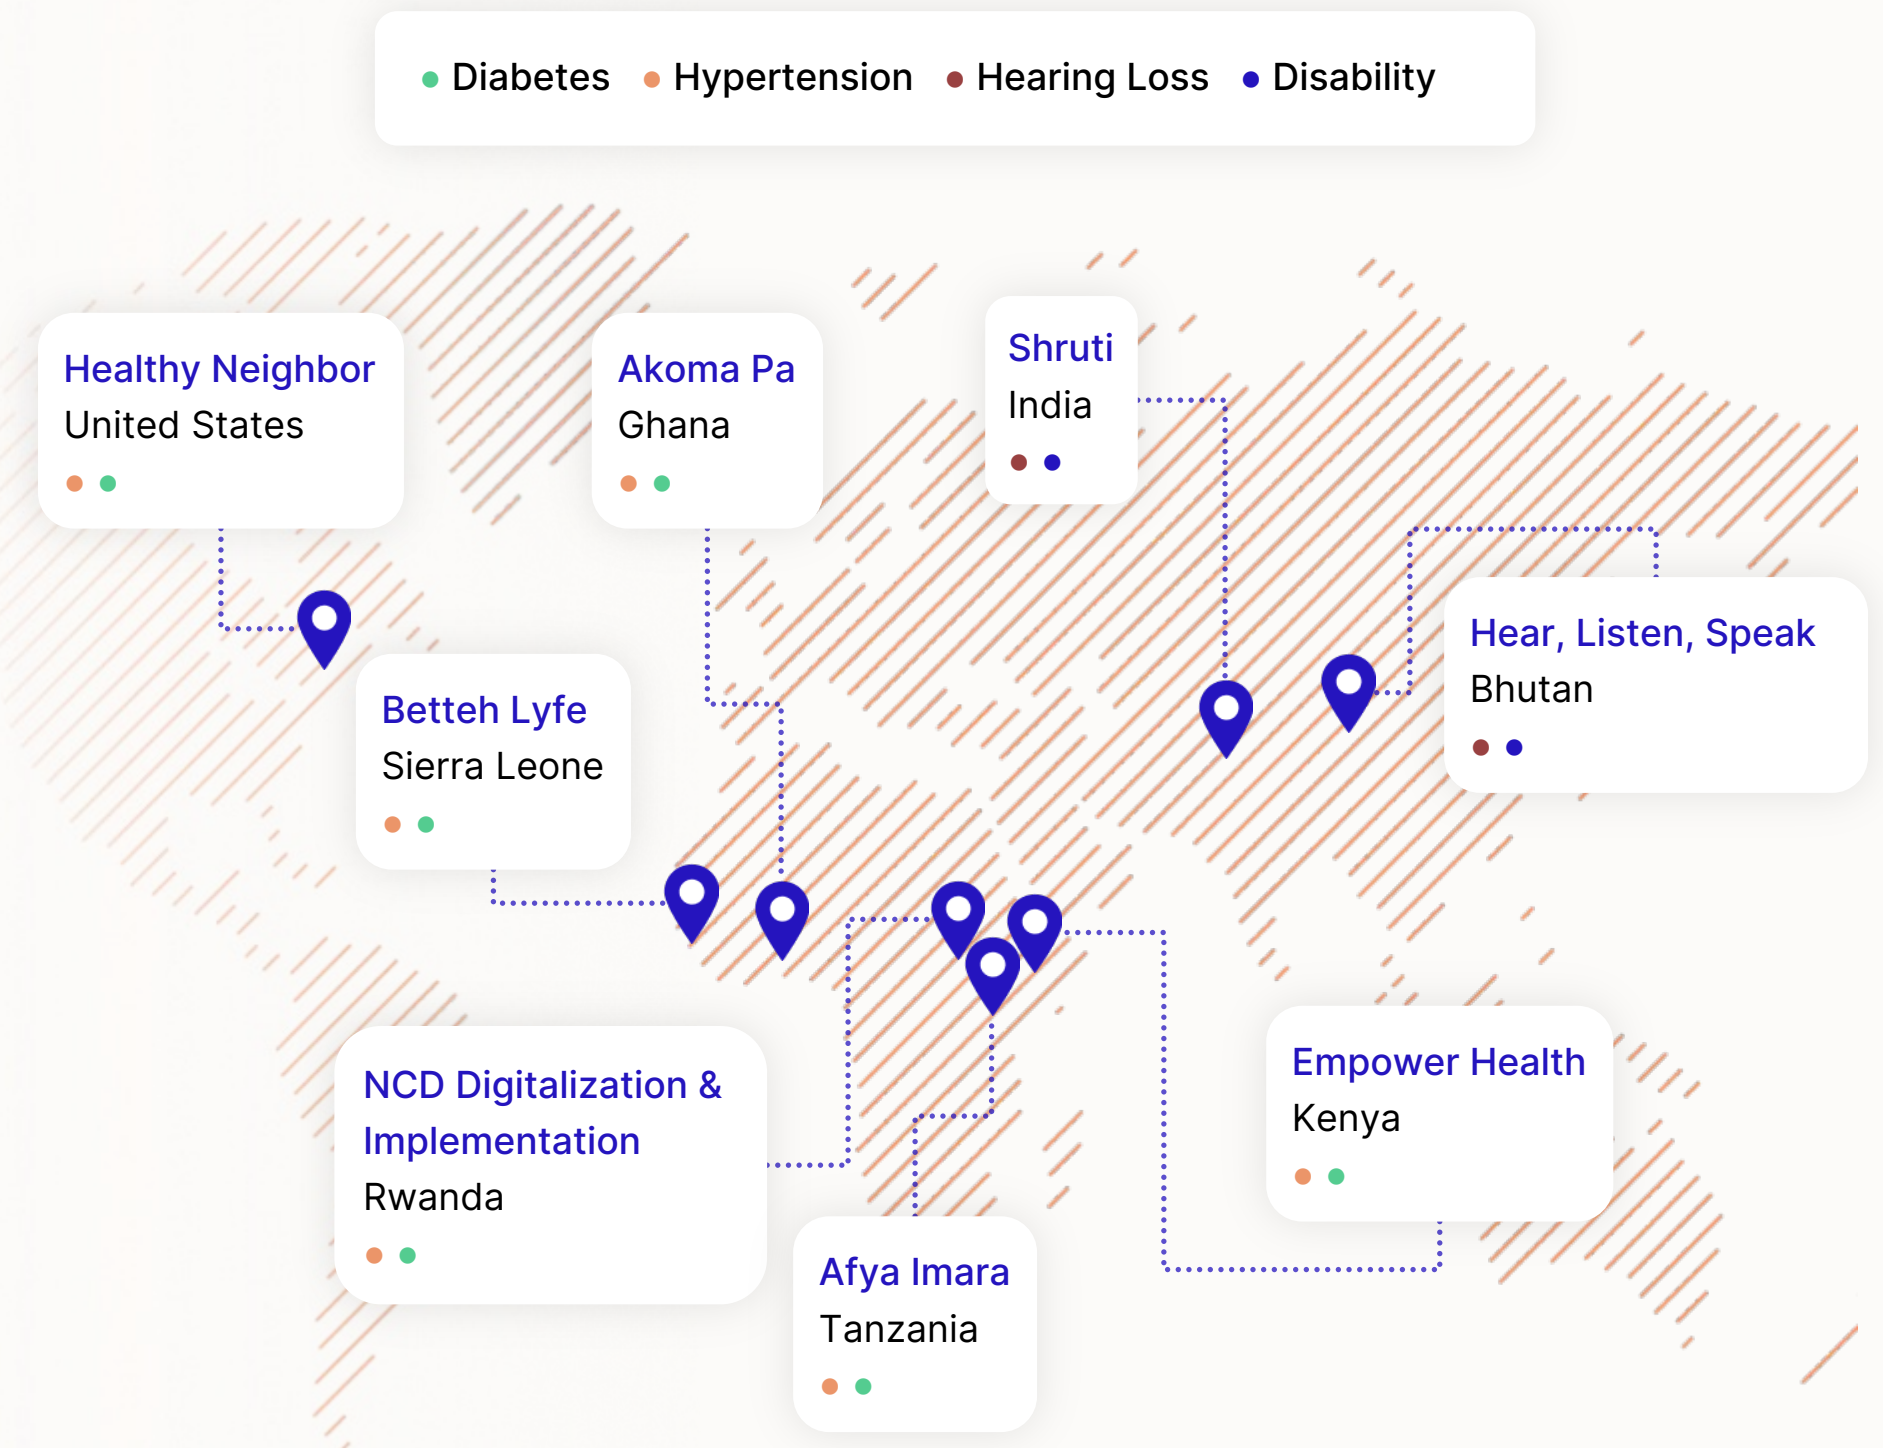 Diabetes Hypertension Hearing Loss Disability
Healthy Neighbor
United States
Akoma Pa
Ghana
Shruti
India
Hear, Listen, Speak
Bhutan
Betteh Lyfe
Sierra Leone
NCD Digitalization &
Implementation
Rwanda
Afya Imara
Tanzania
Empower Health
Kenya